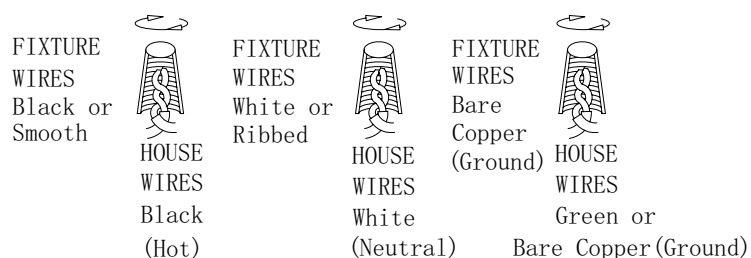 FIXTURE
WIRES
Black or
Smooth
HOUSE
WIRES
Black
(Hot)
FIXTURE
WIRES
White or
Ribbed
HOUSE
WIRES
White
(Neutral)
FIXTURE
WIRES
Bare
Copper
(Ground)
HOUSE
WIRES
Green or
Bare Copper(Ground)